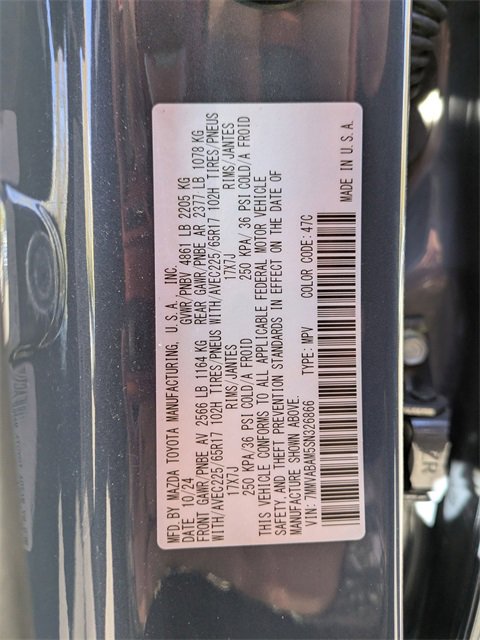 MFD.BY MAZDA TOYOTA MANUFACTURING, U.S.A., INC.
DATE 10/24 GVWR/PNBV 4861 LB 2205 KG
FRONT GAWR/PNBE AV 2566 LB 1164 KG REAR GAWR/PNBE AR 2377 LB 1078 KG
WITH/AVEC225/65R17 102H TIRES/PNEUS WITH/AVEC225/65R17 102H TIRES/PNEUS
17X7J RIMS/JANTES 17X7J RIMS/JANTES
250 KPA/36 PSI COLD/A FROID 250 KPA/36 PSI COLD/A FROID
THIS VEHICLE CONFORMS TO ALL APPLICABLE FEDERAL MOTOR VEHICLE
SAFETY,AND THEFT PREVENTION STANDARDS IN EFFECT ON THE DATE OF
MANUFACTURE SHOWN ABOVE.
VIN: 7MMVABAM5SN326866 TYPE: MPV COLOR CODE: 47C MADE IN U.S.A.